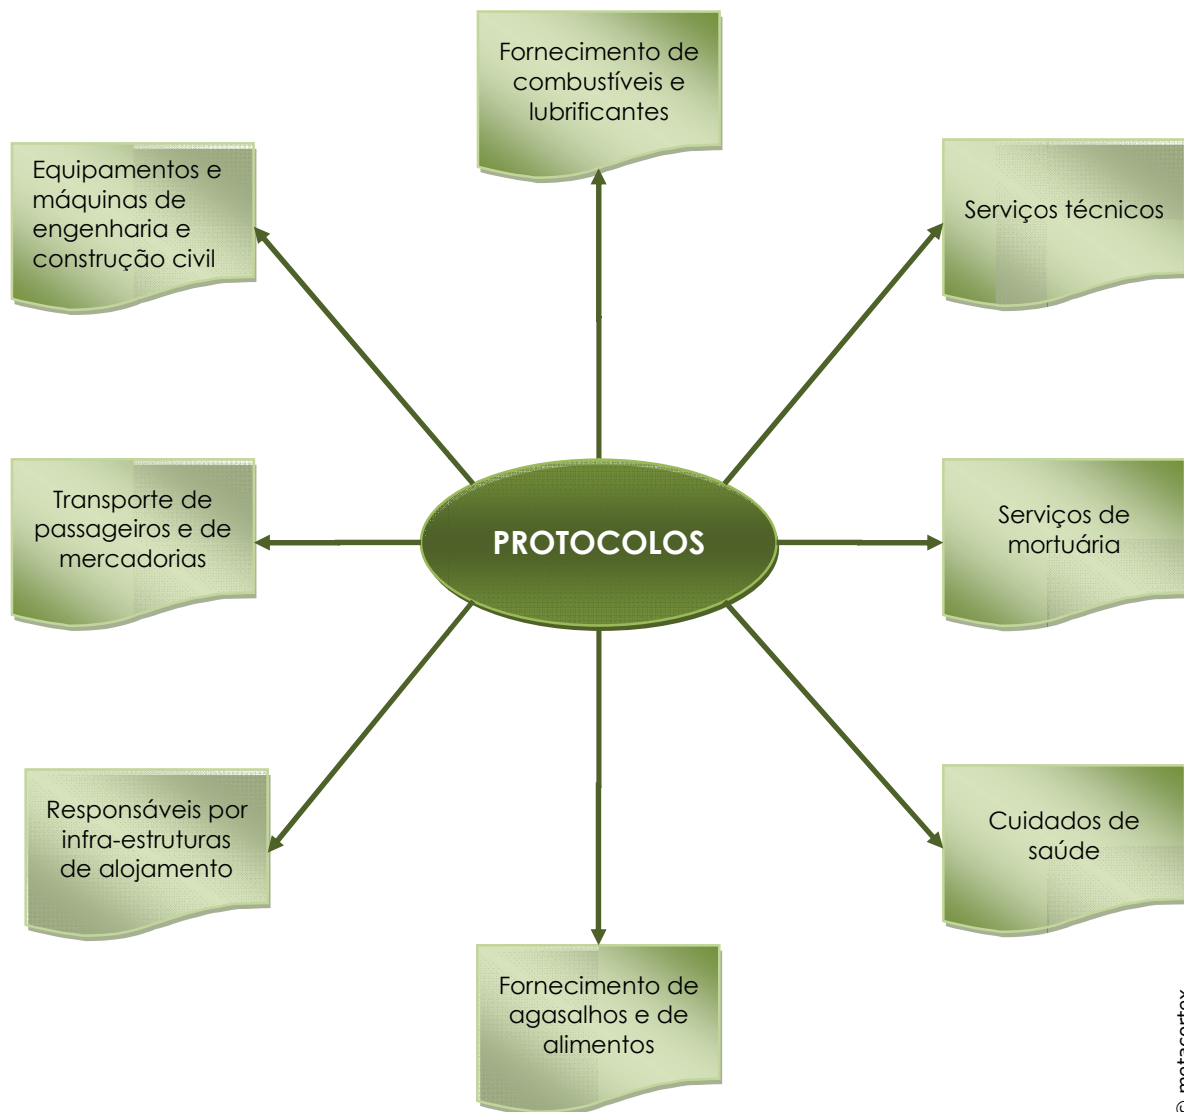 Fornecimento de
combustíveis e
lubrificantes
Equipamentos e
máquinas de
engenharia e
construção civil
Serviços técnicos
Transporte de
passageiros e de
mercadorias
PROTOCOLOS
Serviços de
mortuária
Responsáveis por
infra-estruturas
de alojamento
Cuidados de
saúde
Fornecimento de
agasalhos e de
alimentos
© metacortex